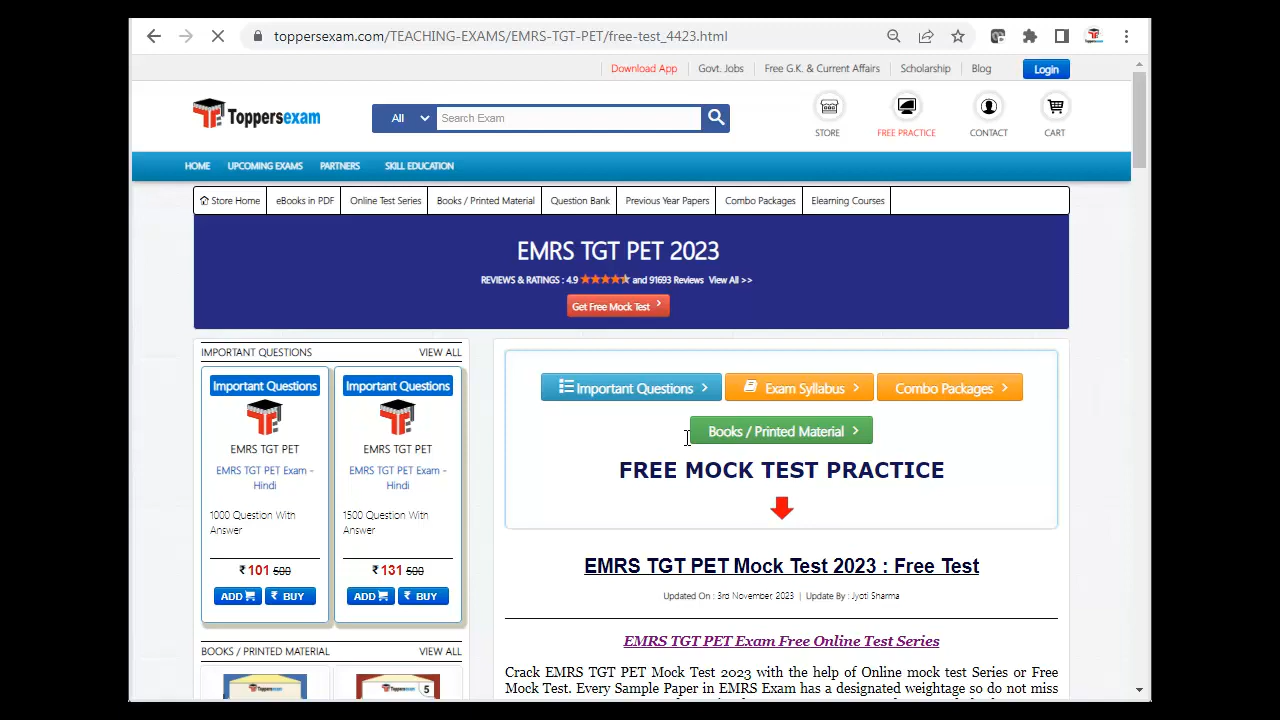 toppersexam.com/TEACHING-EXAMS/EMRS-TGT-PET/free-test_4423.html
Download App Govt. Jobs Free G.K. & Current Affairs Scholarship Blog Login
Toppersexam All Search Exam
STORE FREE PRACTICE CONTACT CART
HOME UPCOMING EXAMS PARTNERS SKILL EDUCATION
Store Home eBooks in PDF Online Test Series Books / Printed Material Question Bank Previous Year Papers Combo Packages Elearning Courses
EMRS TGT PET 2023
REVIEWS & RATINGS : 4.9 and 91693 Reviews View All >>
Get Free Mock Test
IMPORTANT QUESTIONS VIEW ALL
Important Questions
EMRS TGT PET
EMRS TGT PET Exam -
Hindi
1000 Question With
Answer
₹ 101 500
ADD ₹ BUY
Important Questions
EMRS TGT PET
EMRS TGT PET Exam -
Hindi
1500 Question With
Answer
₹ 131 500
ADD ₹ BUY
BOOKS / PRINTED MATERIAL VIEW ALL
Toppersexam
Toppersexam 5
Important Questions Exam Syllabus Combo Packages
Books / Printed Material
FREE MOCK TEST PRACTICE
EMRS TGT PET Mock Test 2023 : Free Test
Updated On : 3rd November, 2023 | Update By : Jyoti Sharma
EMRS TGT PET Exam Free Online Test Series
Crack EMRS TGT PET Mock Test 2023 with the help of Online mock test Series or Free
Mock Test. Every Sample Paper in EMRS Exam has a designated weightage so do not miss